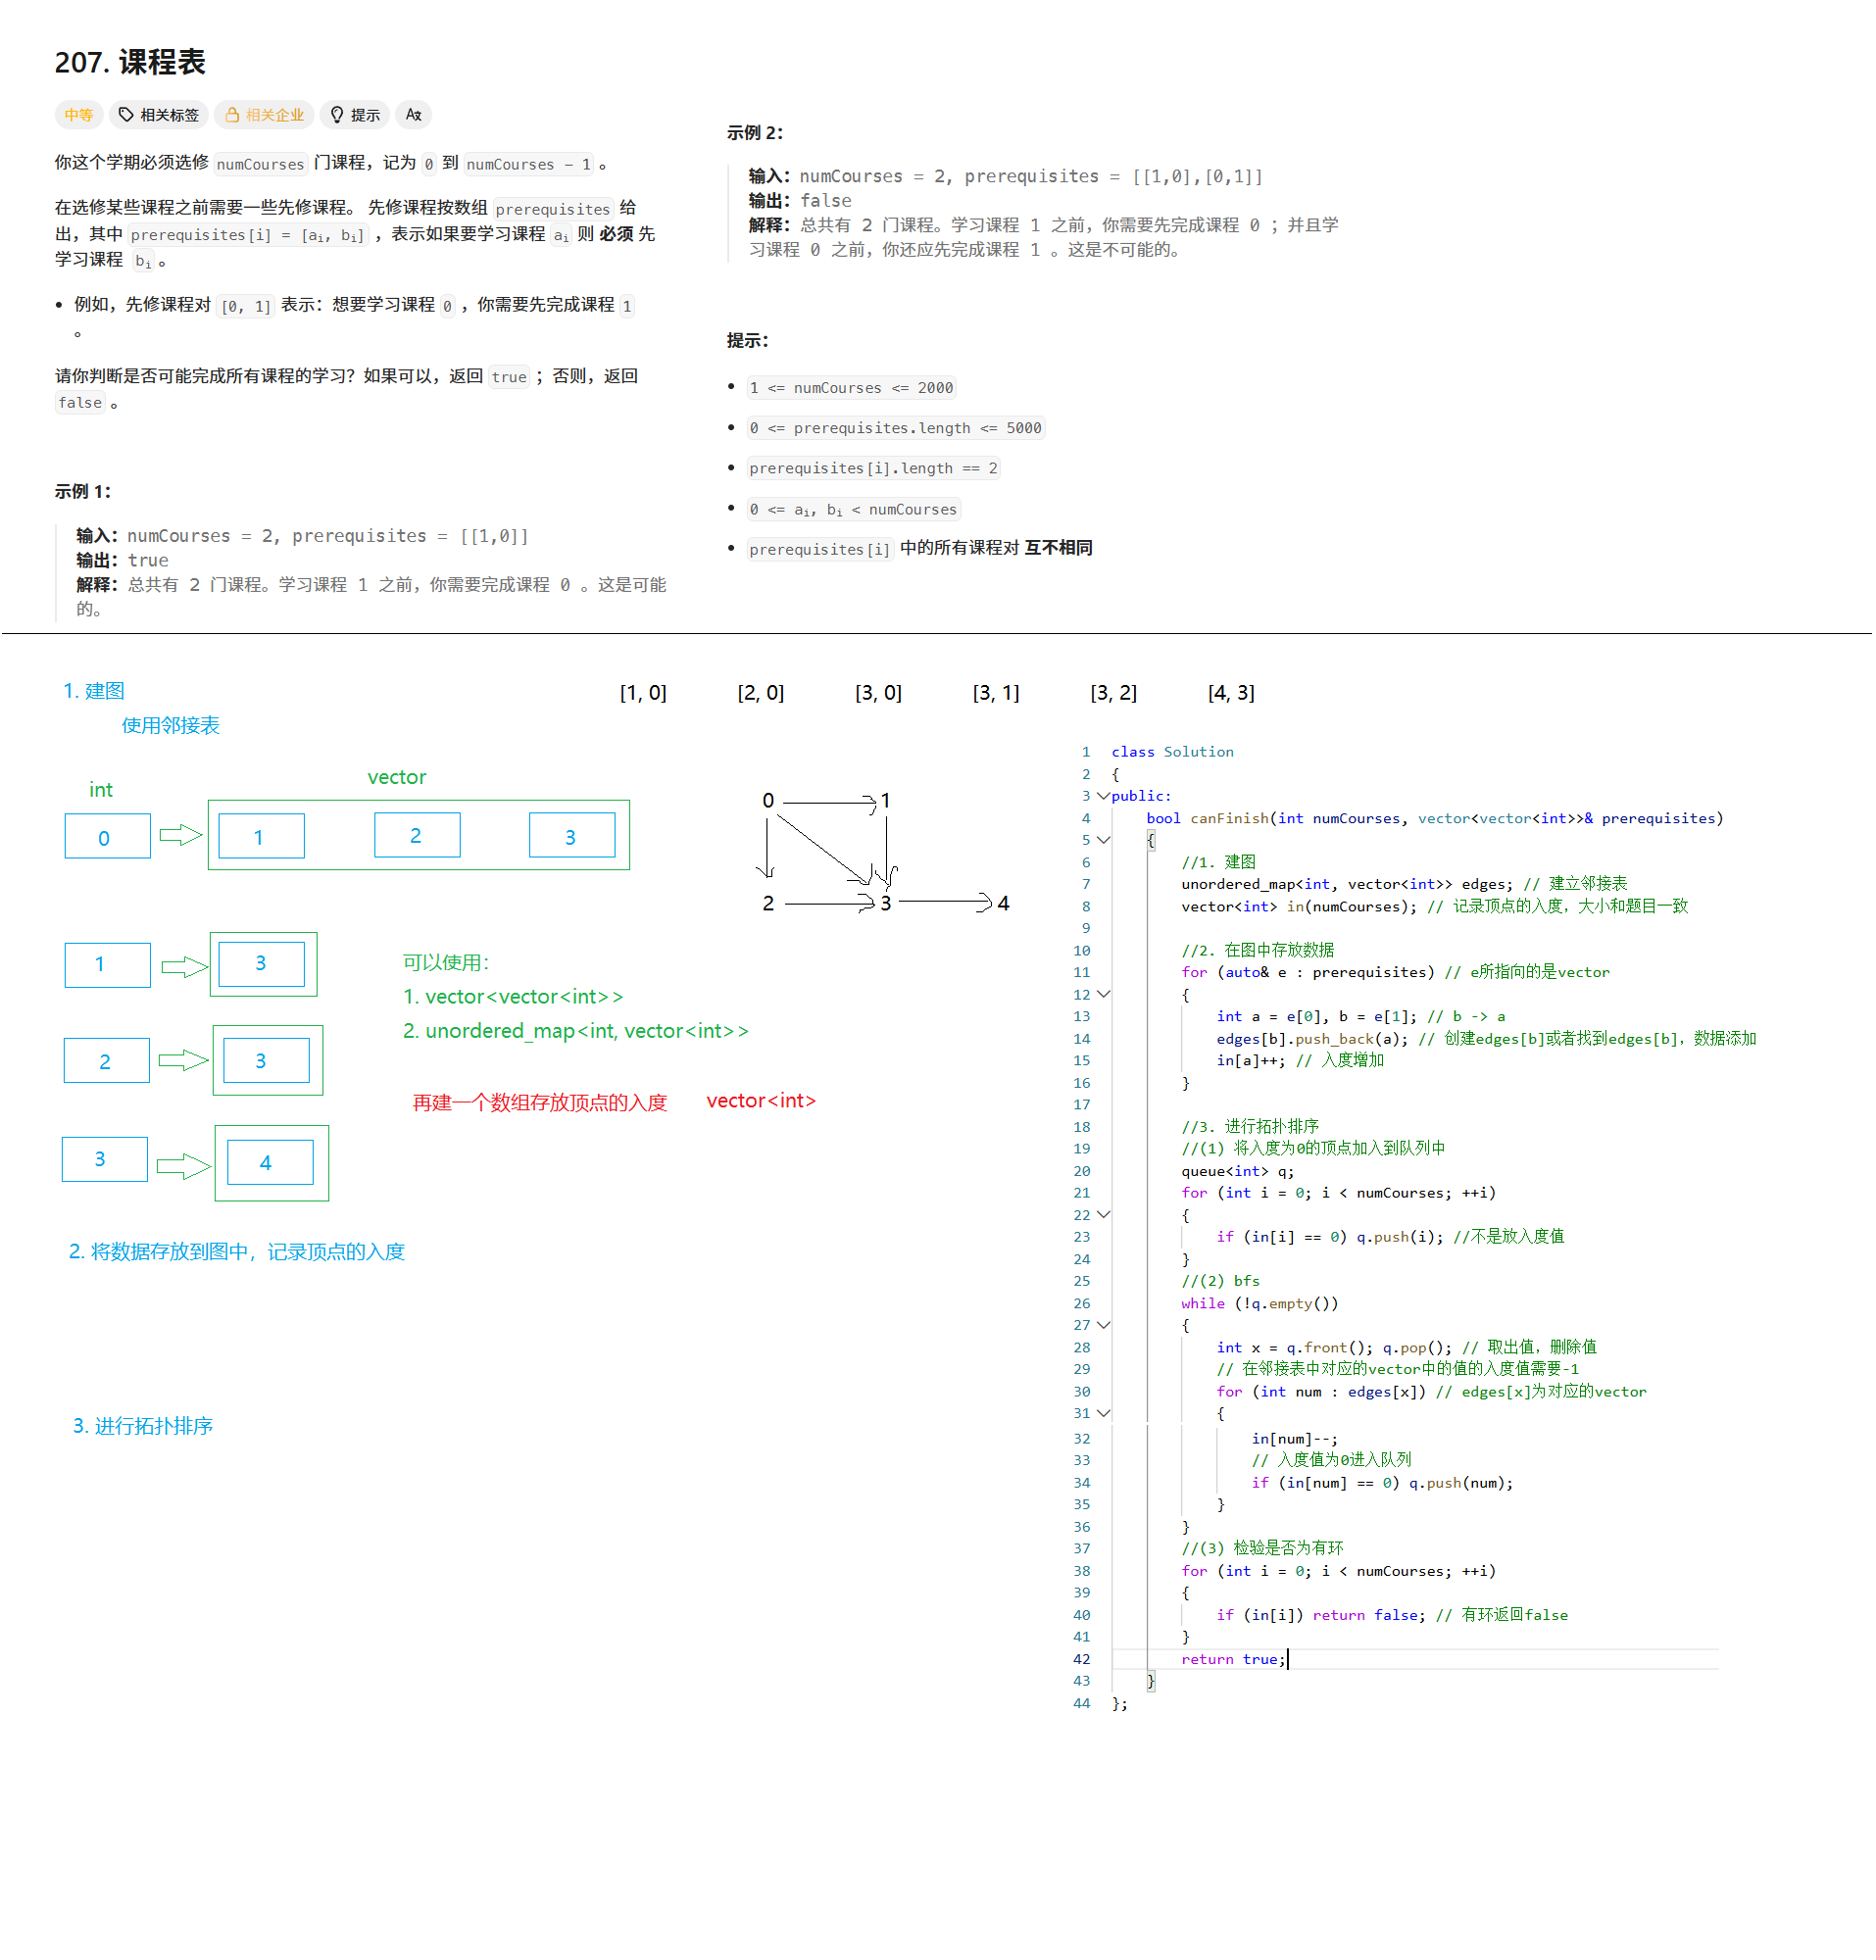 207. 课程表
中等 相关标签 相关企业 提示 A文
你这个学期必须选修 numCourses 门课程，记为 0 到 numCourses - 1 。
在选修某些课程之前需要一些先修课程。 先修课程按数组 prerequisites 给
出，其中 prerequisites[i] = [ai, bi] ，表示如果要学习课程 ai 则 必须 先
学习课程 bi 。
• 例如，先修课程对 [0, 1] 表示：想要学习课程 0 ，你需要先完成课程 1
。
请你判断是否可能完成所有课程的学习？如果可以，返回 true ；否则，返回
false 。
示例 1：
输入：numCourses = 2, prerequisites = [[1,0]]
输出：true
解释：总共有 2 门课程。学习课程 1 之前，你需要完成课程 0 。这是可能
的。
示例 2：
输入：numCourses = 2, prerequisites = [[1,0],[0,1]]
输出：false
解释：总共有 2 门课程。学习课程 1 之前，你需要先完成课程 0 ；并且学
习课程 0 之前，你还应先完成课程 1 。这是不可能的。
提示：
• 1 <= numCourses <= 2000
• 0 <= prerequisites.length <= 5000
• prerequisites[i].length == 2
• 0 <= ai, bi < numCourses
• prerequisites[i] 中的所有课程对 互不相同
1. 建图
使用邻接表
[1, 0] [2, 0] [3, 0] [3, 1] [3, 2] [4, 3]
int
vector
0 1 2 3
1 3
2 3
3 4
0 1
2 3 4
可以使用：
1. vector<vector<int>>
2. unordered_map<int, vector<int>>
再建一个数组存放顶点的入度 vector<int>
2. 将数据存放到图中，记录顶点的入度
3. 进行拓扑排序
1 class Solution
2 {
3 public:
4 bool canFinish(int numCourses, vector<vector<int>>& prerequisites)
5 {
6 //1. 建图
7 unordered_map<int, vector<int>> edges; // 建立邻接表
8 vector<int> in(numCourses); // 记录顶点的入度，大小和题目一致
9
10 //2. 在图中存放数据
11 for (auto& e : prerequisites) // e所指向的是vector
12 {
13 int a = e[0], b = e[1]; // b -> a
14 edges[b].push_back(a); // 创建edges[b]或者找到edges[b]，数据添加
15 in[a]++; // 入度增加
16 }
17
18 //3. 进行拓扑排序
19 //(1) 将入度为0的顶点加入到队列中
20 queue<int> q;
21 for (int i = 0; i < numCourses; ++i)
22 {
23 if (in[i] == 0) q.push(i); //不是放入度值
24 }
25 //(2) bfs
26 while (!q.empty())
27 {
28 int x = q.front(); q.pop(); // 取出值，删除值
29 // 在邻接表中对应的vector中的值的入度值需要-1
30 for (int num : edges[x]) // edges[x]为对应的vector
31 {
32 in[num]--;
33 // 入度值为0进入队列
34 if (in[num] == 0) q.push(num);
35 }
36 }
37 //(3) 检验是否为有环
38 for (int i = 0; i < numCourses; ++i)
39 {
40 if (in[i]) return false; // 有环返回false
41 }
42 return true;
43 }
44 };